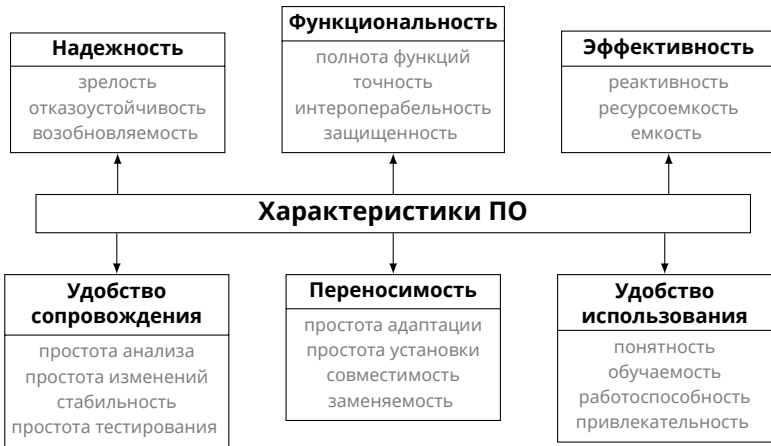 Надежность
зрелость
отказоустойчивость
возобновляемость
Функциональность
полнота функций
точность
интероперабельность
защищенность
Эффективность
реактивность
ресурсоемкость
емкость
Характеристики ПО
Удобство
сопровождения
простота анализа
простота изменений
стабильность
простота тестирования
Переносимость
простота адаптации
простота установки
совместимость
заменяемость
Удобство
использования
понятность
обучаемость
работоспособность
привлекательность